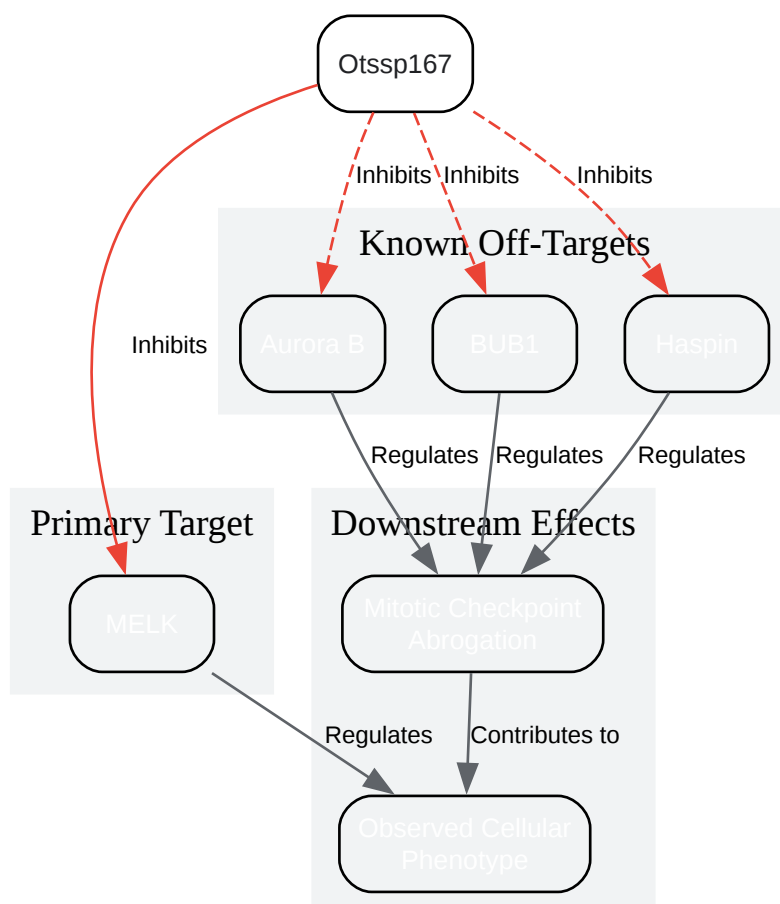 Otssp167
Inhibits
Inhibits
Inhibits
Known Off-Targets
Aurora B
BUB1
Haspin
Inhibits
Regulates
Regulates
Regulates
Primary Target
Downstream Effects
MELK
Mitotic Checkpoint
Abrogation
Regulates
Contributes to
Observed Cellular
Phenotype